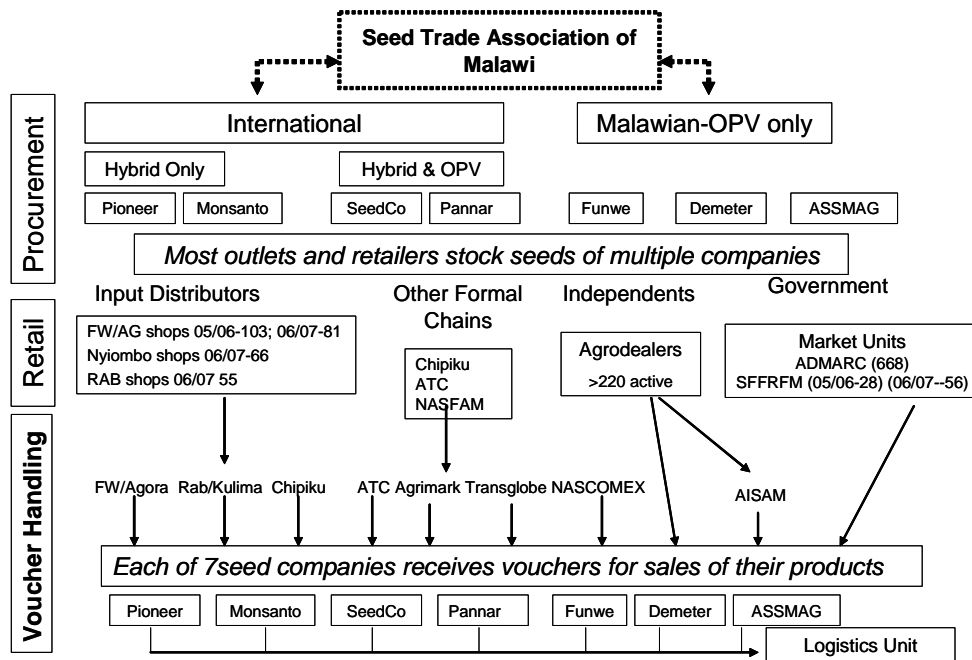 Seed Trade Association of
Malawi
Procurement
International
Malawian-OPV only
Hybrid Only
Hybrid & OPV
Pioneer
Monsanto
SeedCo
Pannar
Funwe
Demeter
ASSMAG
Most outlets and retailers stock seeds of multiple companies
Retail
Input Distributors
FW/AG shops 05/06-103; 06/07-81
Nyiombo shops 06/07-66
RAB shops 06/07 55
Other Formal
Chains
Chipiku
ATC
NASFAM
Independents
Agrodealers
>220 active
Government
Market Units
ADMARC (668)
SFFRFM (05/06-28) (06/07--56)
Voucher Handling
FW/Agora
Rab/Kulima
Chipiku
ATC
Agrimark
Transglobe
NASCOMEX
AISAM
Each of 7seed companies receives vouchers for sales of their products
Pioneer
Monsanto
SeedCo
Pannar
Funwe
Demeter
ASSMAG
Logistics Unit